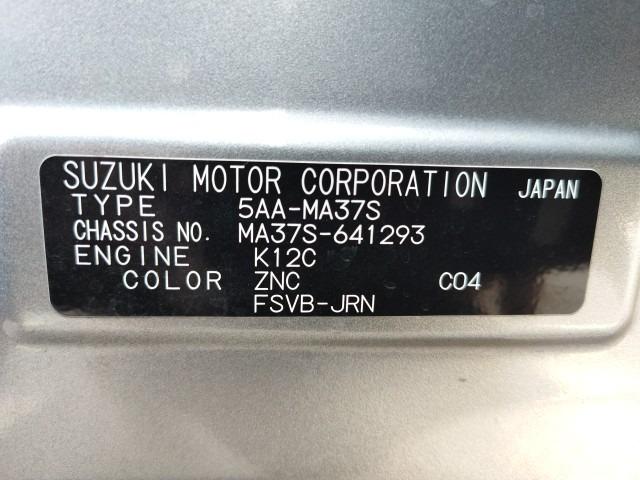 SUZUKI MOTOR CORPORATION JAPAN
TYPE 5AA-MA37S
CHASSIS NO. MA37S-641293
ENGINE K12C
COLOR ZNC C04
FSVB-JRN